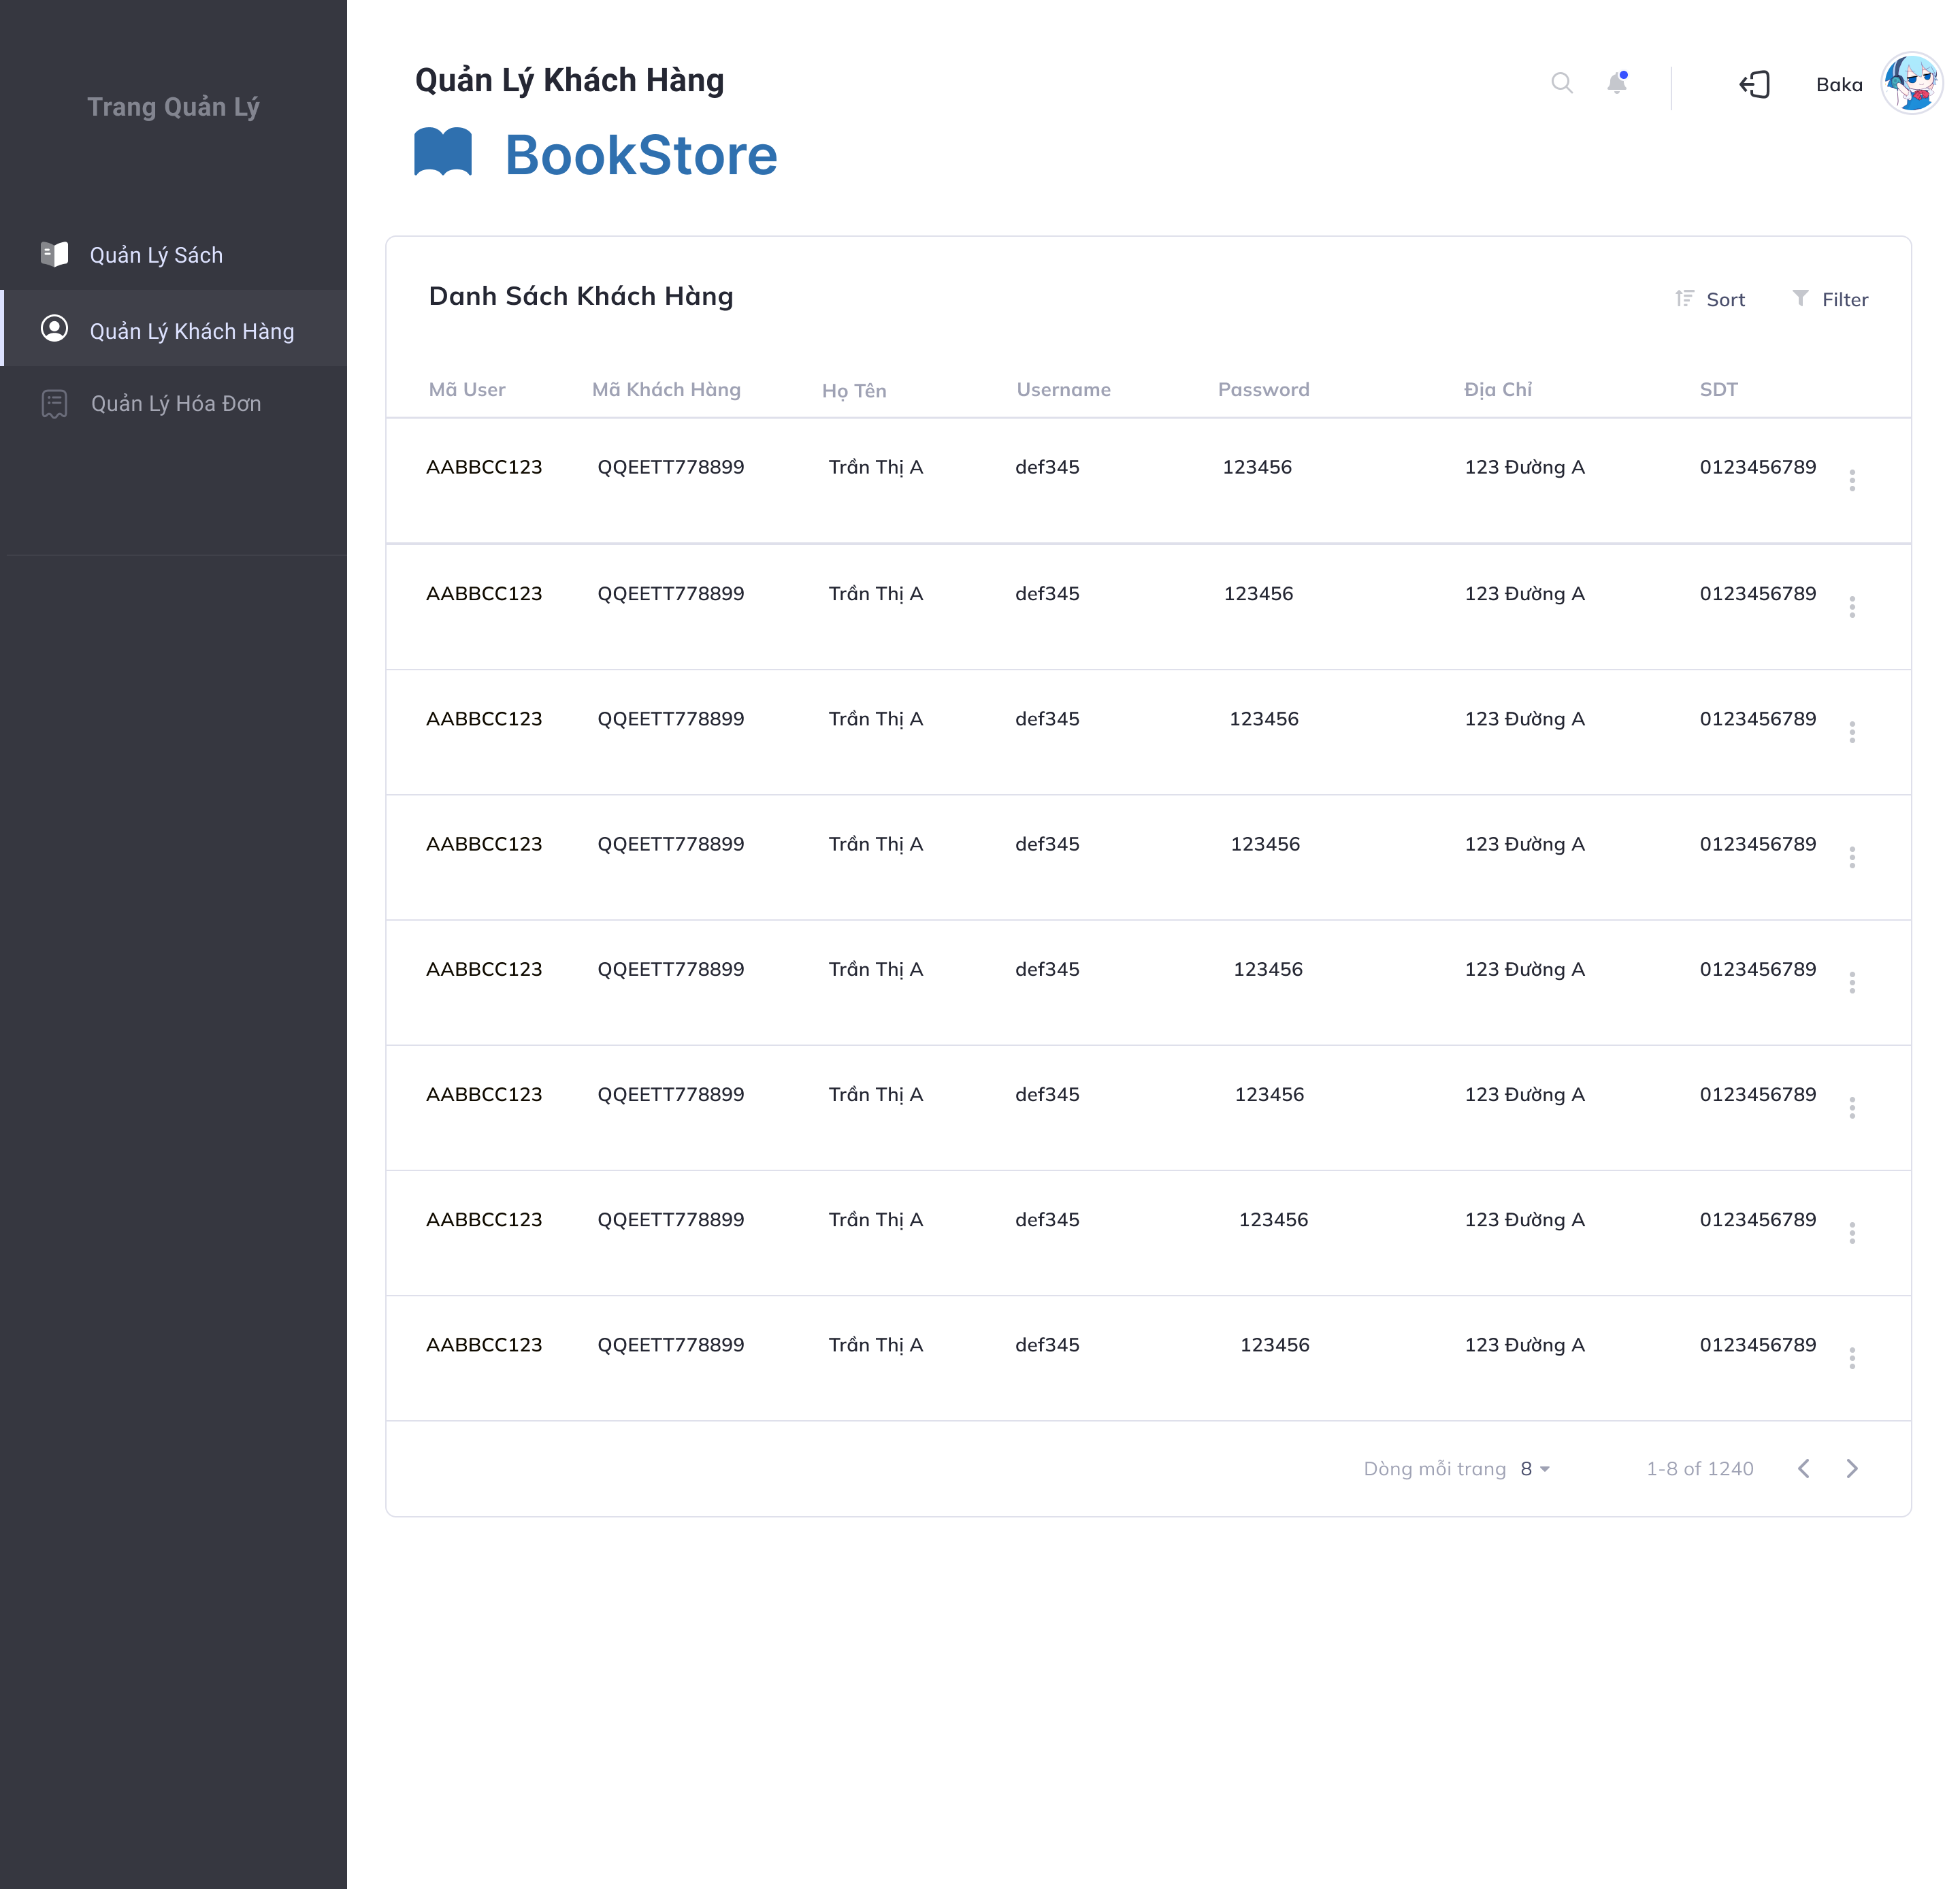 Trang Quản Lý
Quản Lý Sách
Quản Lý Khách Hàng
Quản Lý Hóa Đơn
Quản Lý Khách Hàng
Baka
BookStore
Danh Sách Khách Hàng
Sort Filter
Mã User Mã Khách Hàng Họ Tên Username Password Địa Chỉ SDT
AABBCC123 QQEETT778899 Trần Thị A def345 123456 123 Đường A 0123456789
AABBCC123 QQEETT778899 Trần Thị A def345 123456 123 Đường A 0123456789
AABBCC123 QQEETT778899 Trần Thị A def345 123456 123 Đường A 0123456789
AABBCC123 QQEETT778899 Trần Thị A def345 123456 123 Đường A 0123456789
AABBCC123 QQEETT778899 Trần Thị A def345 123456 123 Đường A 0123456789
AABBCC123 QQEETT778899 Trần Thị A def345 123456 123 Đường A 0123456789
AABBCC123 QQEETT778899 Trần Thị A def345 123456 123 Đường A 0123456789
AABBCC123 QQEETT778899 Trần Thị A def345 123456 123 Đường A 0123456789
Dòng mỗi trang 8 1-8 of 1240